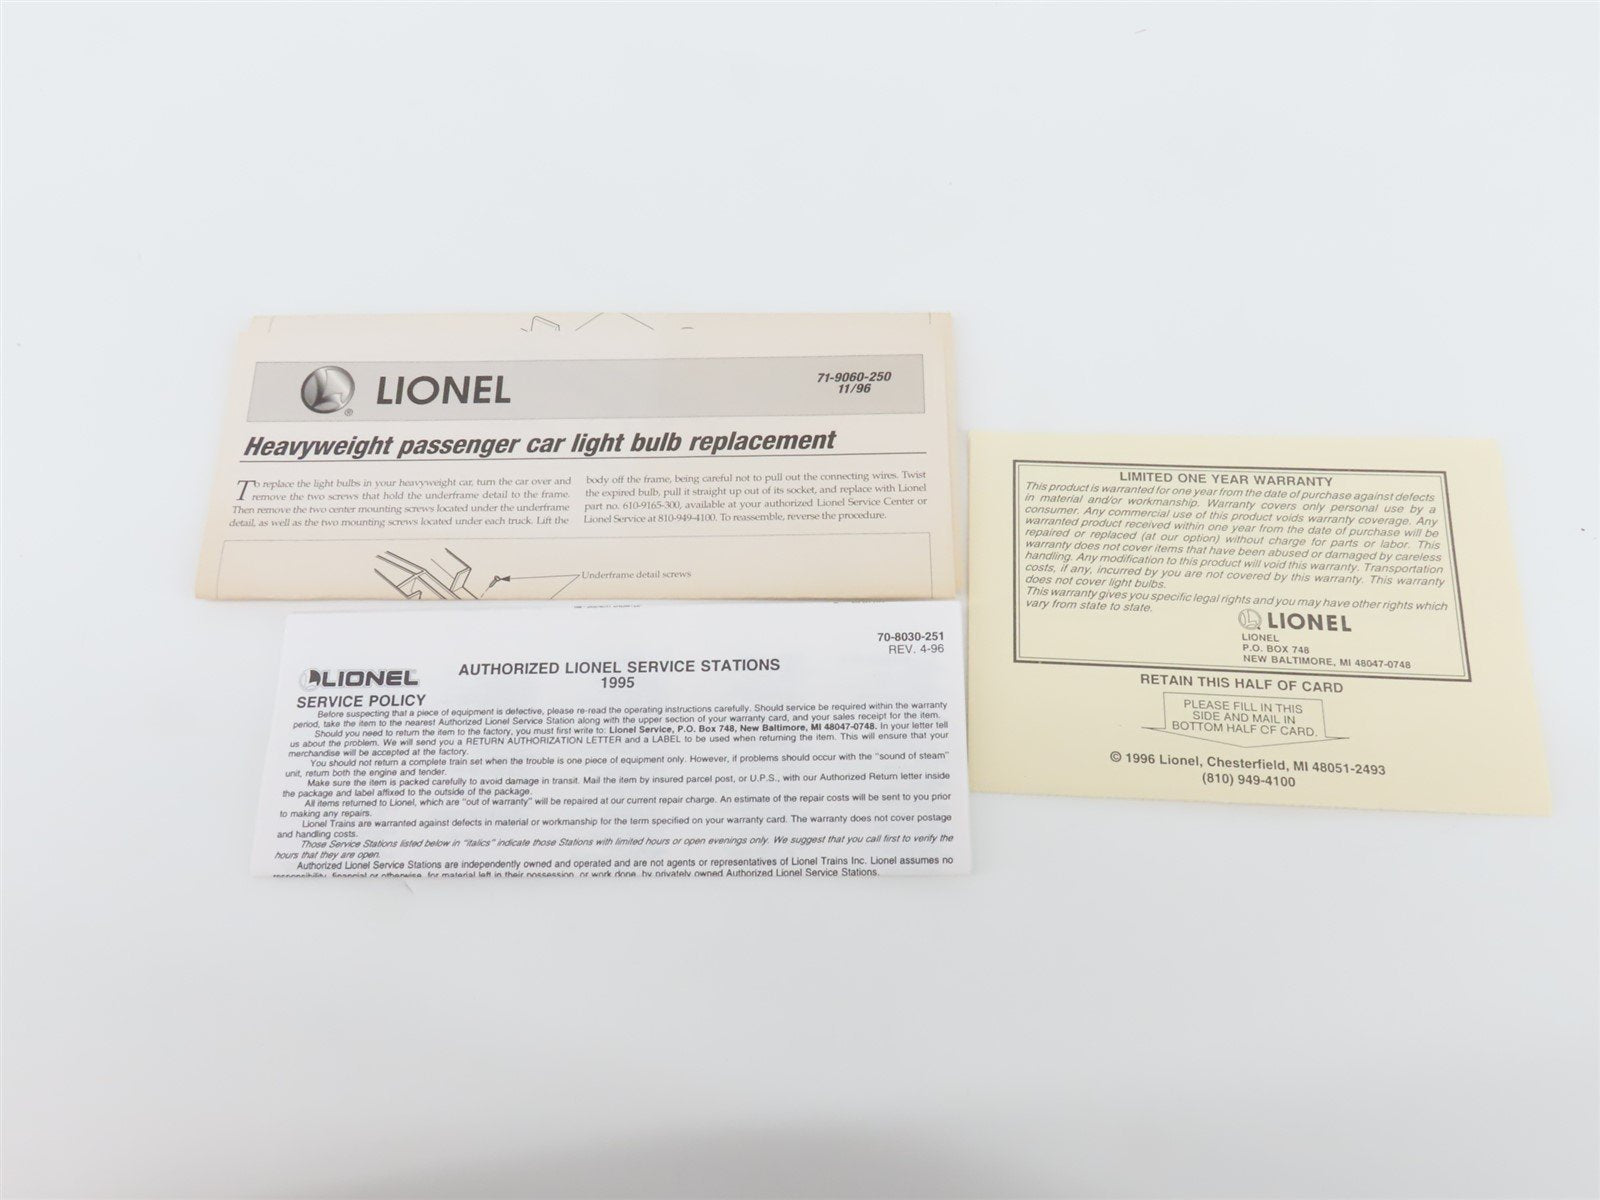 LIONEL
®
71-9060-250
11/96
Heavyweight passenger car light bulb replacement
To replace the light bulbs in your heavyweight car, turn the car over and
remove the two screws that hold the underframe detail to the frame.
Then remove the two center mounting screws located under the underframe
detail, as well as the two mounting screws located under each truck. Lift the
body off the frame, being careful not to pull out the connecting wires. Twist
the expired bulb, pull it straight up out of its socket, and replace with Lionel
part no. 610-9165-300, available at your authorized Lionel Service Center or
Lionel Service at 810-949-4100. To reassemble, reverse the procedure.
Underframe detail screws
70-8030-251
REV. 4-96
AUTHORIZED LIONEL SERVICE STATIONS
1995
LIONEL
SERVICE POLICY
Before suspecting that a piece of equipment is defective, please re-read the operating instructions carefully. Should service be required within the warranty
period, take the item to the nearest Authorized Lionel Service Station along with the upper section of your warranty card, and your sales receipt for the item.
Should you need to return the item to the factory, you must first write to: Lionel Service, P.O. Box 748, New Baltimore, MI 48047-0748. In your letter tell
us about the problem. We will send you a RETURN AUTHORIZATION LETTER and a LABEL to be used when returning the item. This will ensure that your
merchandise will be accepted at the factory.
You should not return a complete train set when the trouble is one piece of equipment only. However, if problems should occur with the "sound of steam"
unit, return both the engine and tender.
Make sure the item is packed carefully to avoid damage in transit. Mail the item by insured parcel post, or U.P.S., with our Authorized Return letter inside
the package and label affixed to the outside of the package.
All items returned to Lionel, which are "out of warranty" will be repaired at our current repair charge. An estimate of the repair costs will be sent to you prior
to making any repairs.
Lionel Trains are warranted against defects in material or workmanship for the term specified on your warranty card. The warranty does not cover postage
and handling costs.
Those Service Stations listed below in "italics" indicate those Stations with limited hours or open evenings only. We suggest that you call first to verify the
hours that they are open.
Authorized Lionel Service Stations are independently owned and operated and are not agents or representatives of Lionel Trains Inc. Lionel assumes no
responsibility, financial or otherwise, for material left in their possession, or work done, by privately owned Authorized Lionel Service Stations.
LIMITED ONE YEAR WARRANTY
This product is warranted for one year from the date of purchase against defects
in material and/or workmanship. Warranty covers only personal use by a
consumer. Any commercial use of this product voids warranty coverage. Any
warranted product received within one year from the date of purchase will be
repaired or replaced (at our option) without charge for parts or labor. This
warranty does not cover items that have been abused or damaged by careless
handling. Any modification to this product will void this warranty. Transportation
costs, if any, incurred by you are not covered by this warranty. This warranty
does not cover light bulbs.
This warranty gives you specific legal rights and you may have other rights which
vary from state to state.
LIONEL
LIONEL
P.O. BOX 748
NEW BALTIMORE, MI 48047-0748
RETAIN THIS HALF OF CARD
PLEASE FILL IN THIS
SIDE AND MAIL IN
BOTTOM HALF OF CARD.
© 1996 Lionel, Chesterfield, MI 48051-2493
(810) 949-4100